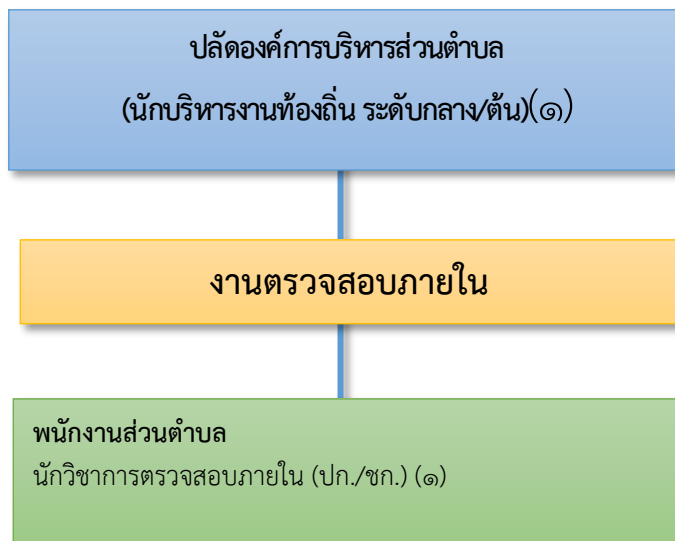 ปลัดองค์การบริหารส่วนตำบล
(นักบริหารงานท้องถิ่น ระดับกลาง/ต้น)(๑)
งานตรวจสอบภายใน
พนักงานส่วนตำบล
นักวิชาการตรวจสอบภายใน (ปก./ชก.) (๑)